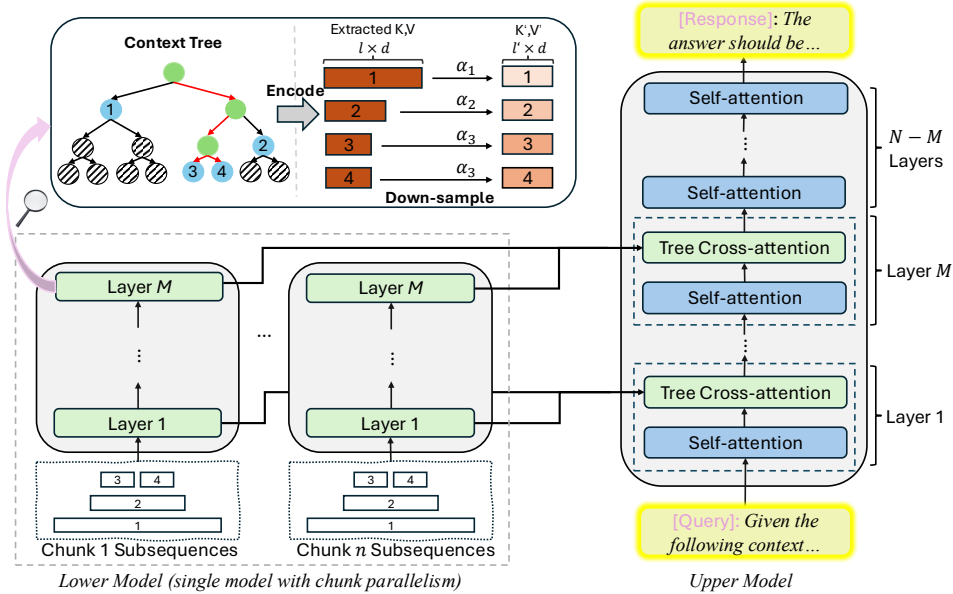 Context Tree
1
2
3 4
Encode
Extracted K,V
l × d
K‘,V’
l‘ × d
1 α₁ 1
2 α₂ 2
3 α₃ 3
4 α₃ 4
Down-sample
Layer M
...
Layer 1
3 4
2
1
Chunk 1 Subsequences
...
Layer M
...
Layer 1
3 4
2
1
Chunk n Subsequences
Lower Model (single model with chunk parallelism)
[Response]: The
answer should be…
Self-attention
...
Self-attention
N − M
Layers
Tree Cross-attention
Self-attention
Layer M
...
Tree Cross-attention
Self-attention
Layer 1
[Query]: Given the
following context…
Upper Model